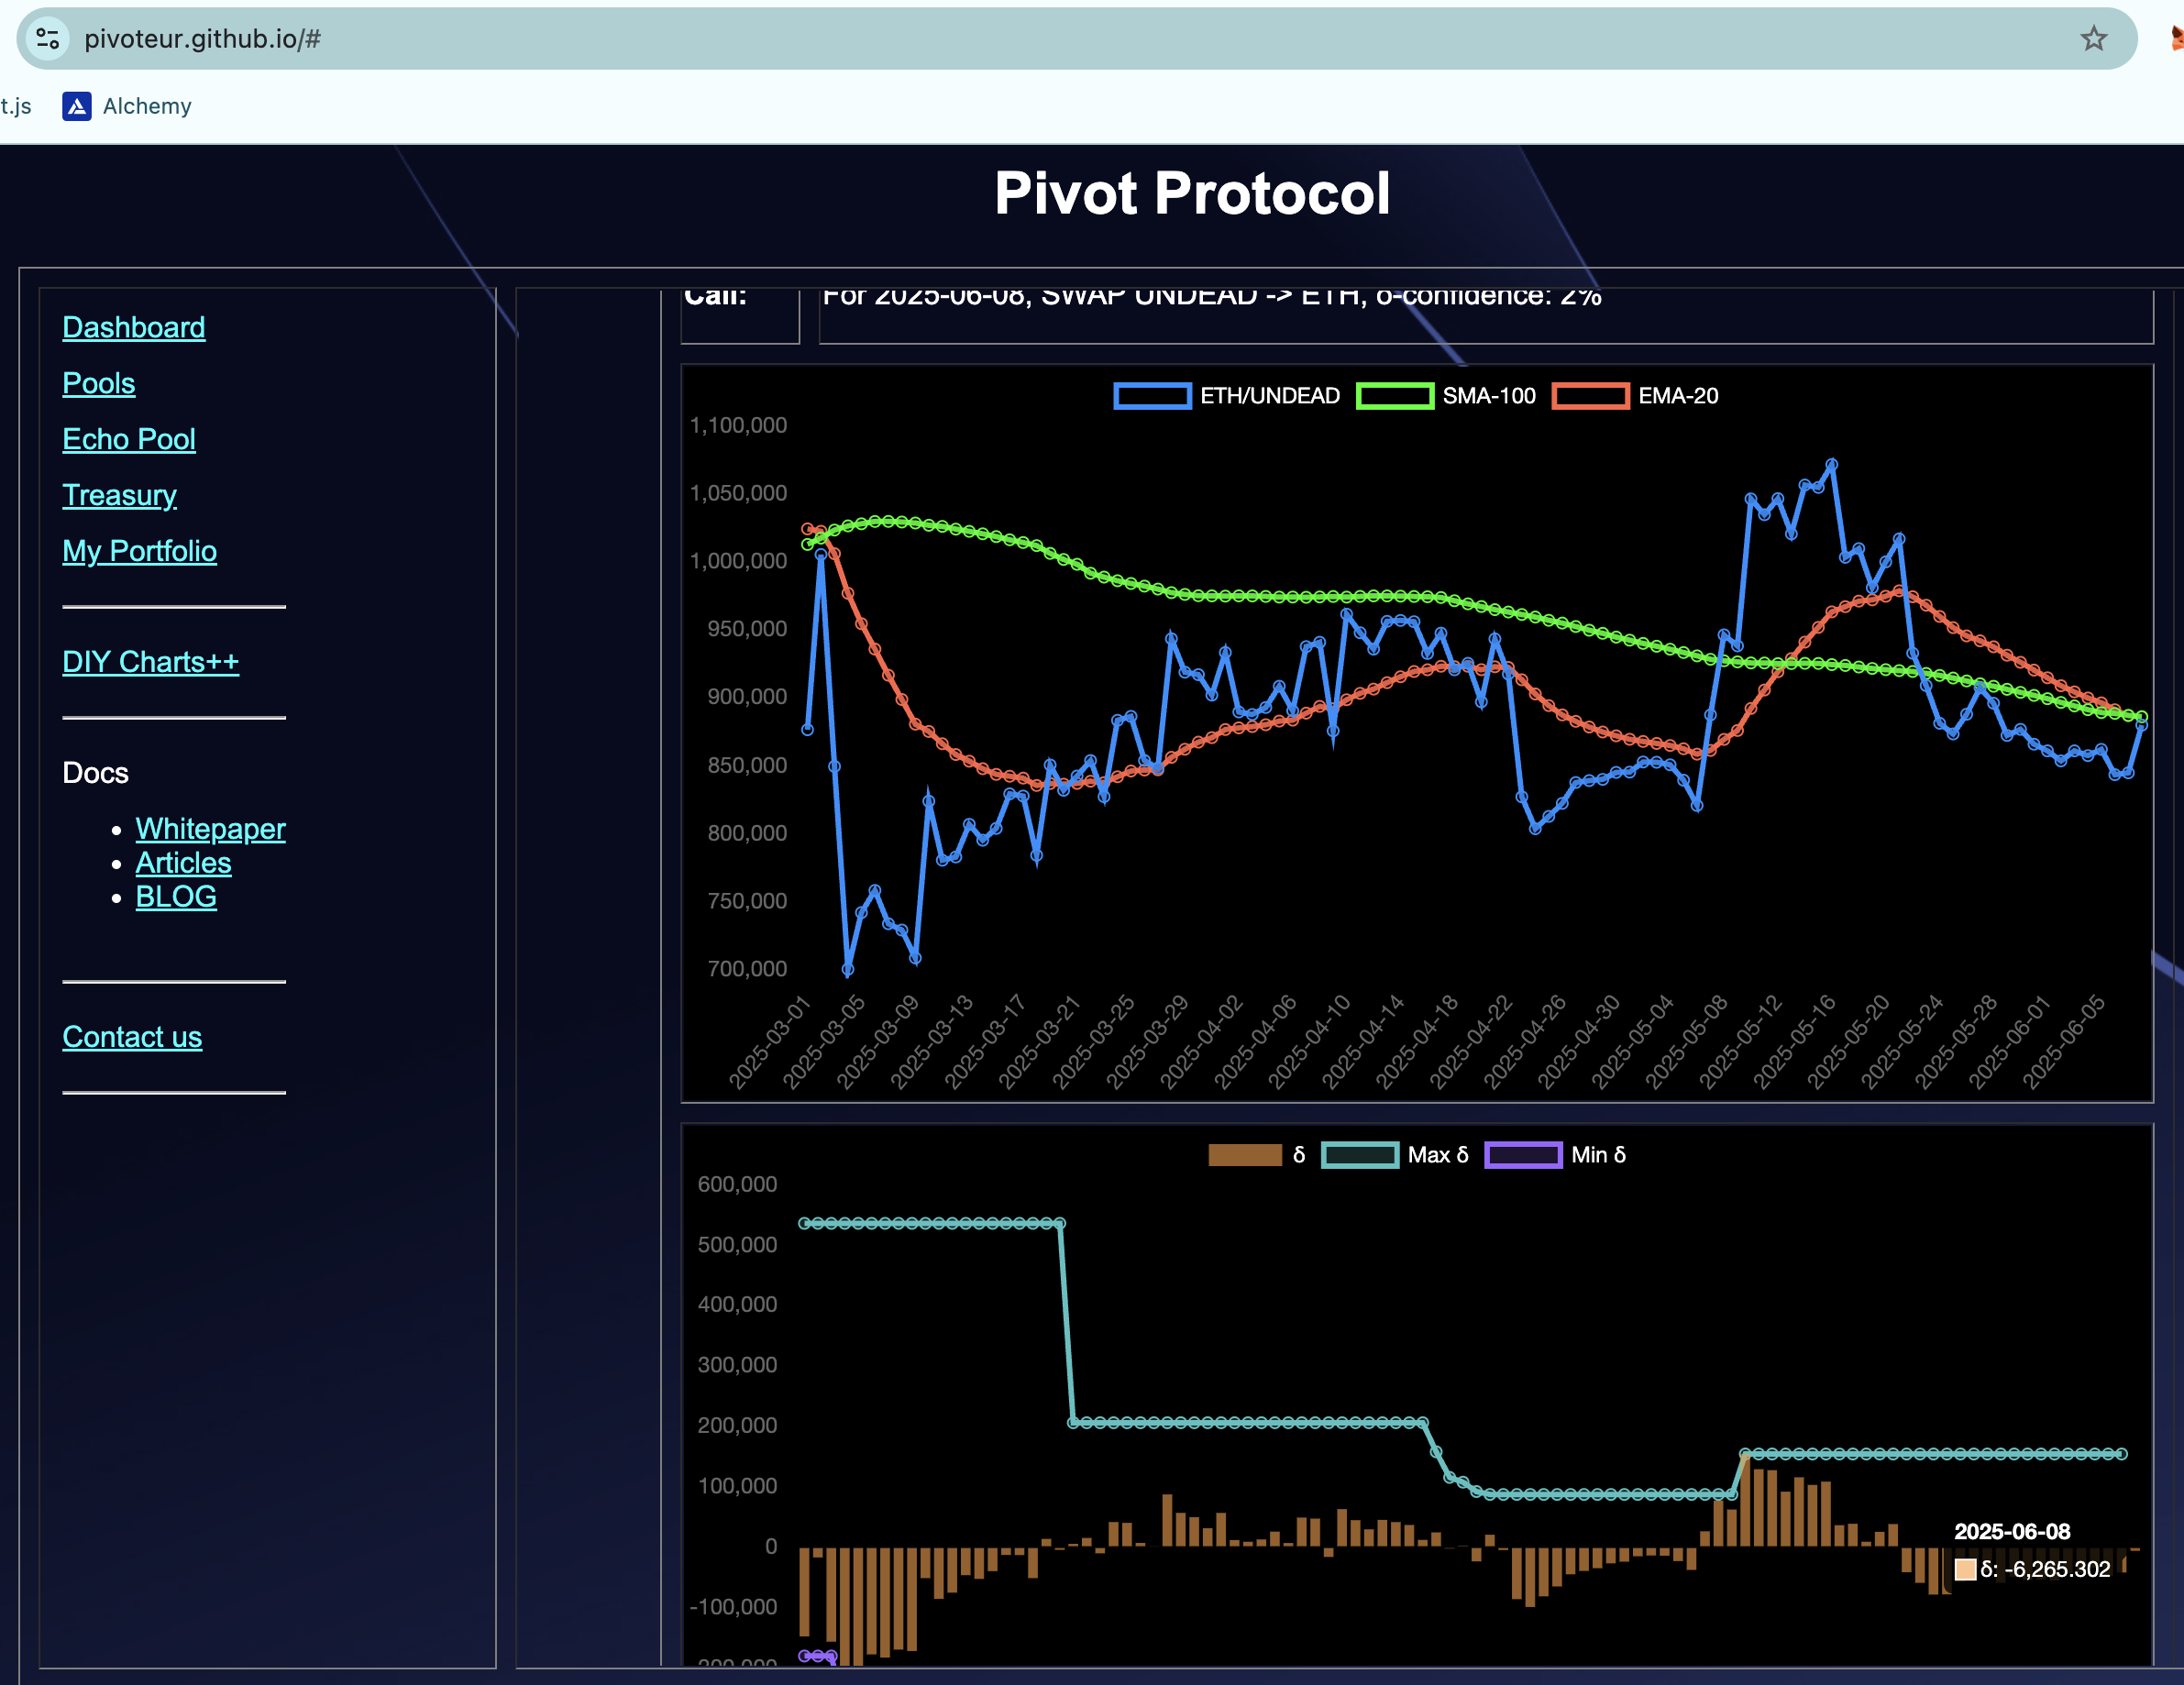 pivoteur.github.io/#
t.js Alchemy
Pivot Protocol
Dashboard
Pools
Echo Pool
Treasury
My Portfolio
DIY Charts++
Docs
Whitepaper
Articles
BLOG
Contact us
Call: For 2025-06-08, SWAP UNDEAD -> ETH, δ-confidence: 2%
ETH/UNDEAD SMA-100 EMA-20
1,100,000
1,050,000
1,000,000
950,000
900,000
850,000
800,000
750,000
700,000
2025-03-01
2025-03-05
2025-03-09
2025-03-13
2025-03-17
2025-03-21
2025-03-25
2025-03-29
2025-04-02
2025-04-06
2025-04-10
2025-04-14
2025-04-18
2025-04-22
2025-04-26
2025-04-30
2025-05-04
2025-05-08
2025-05-12
2025-05-16
2025-05-20
2025-05-24
2025-05-28
2025-06-01
2025-06-05
δ Max δ Min δ
600,000
500,000
400,000
300,000
200,000
100,000
0
-100,000
2025-06-08
δ: -6,265.302